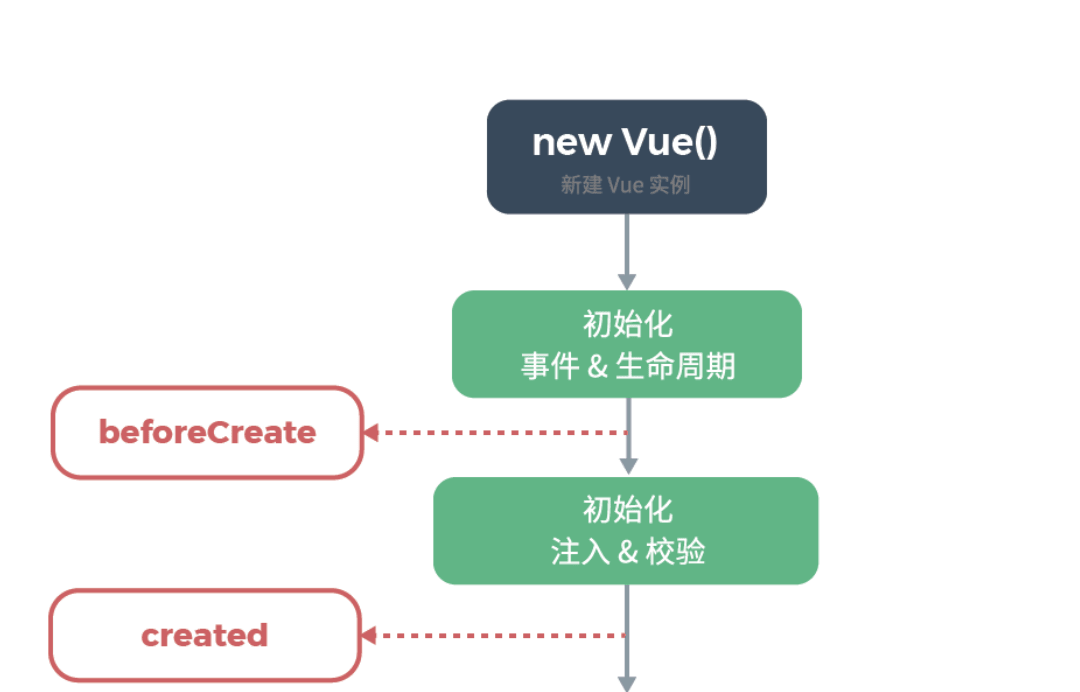 new Vue()
新建 Vue 实例
初始化
事件 & 生命周期
beforeCreate
初始化
注入 & 校验
created